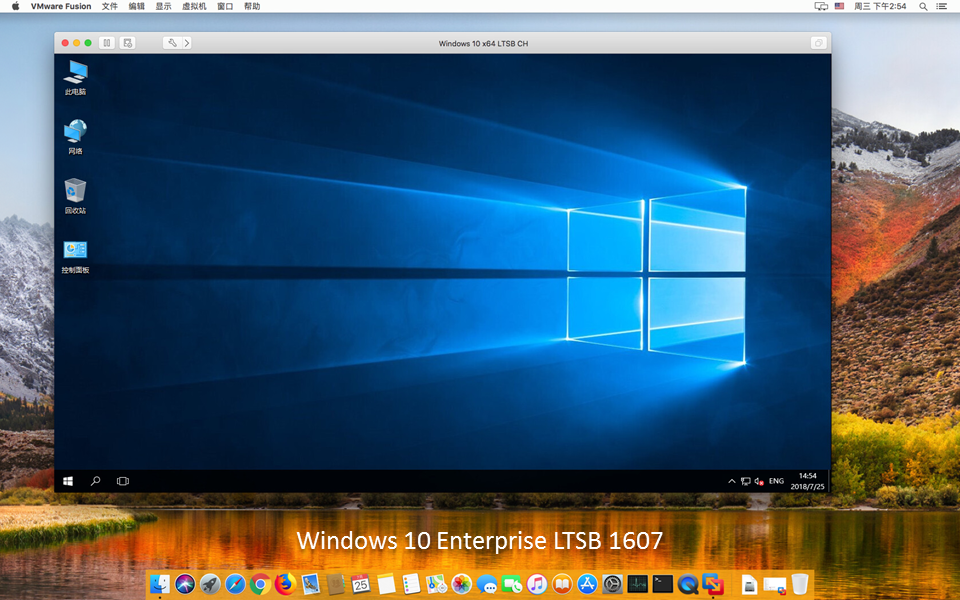 VMware Fusion 文件 编辑 显示 虚拟机 窗口 帮助 周三 下午2:54
Windows 10 x64 LTSB CH
此电脑
网络
回收站
控制面板
ENG
14:54
2018/7/25
Windows 10 Enterprise LTSB 1607
25